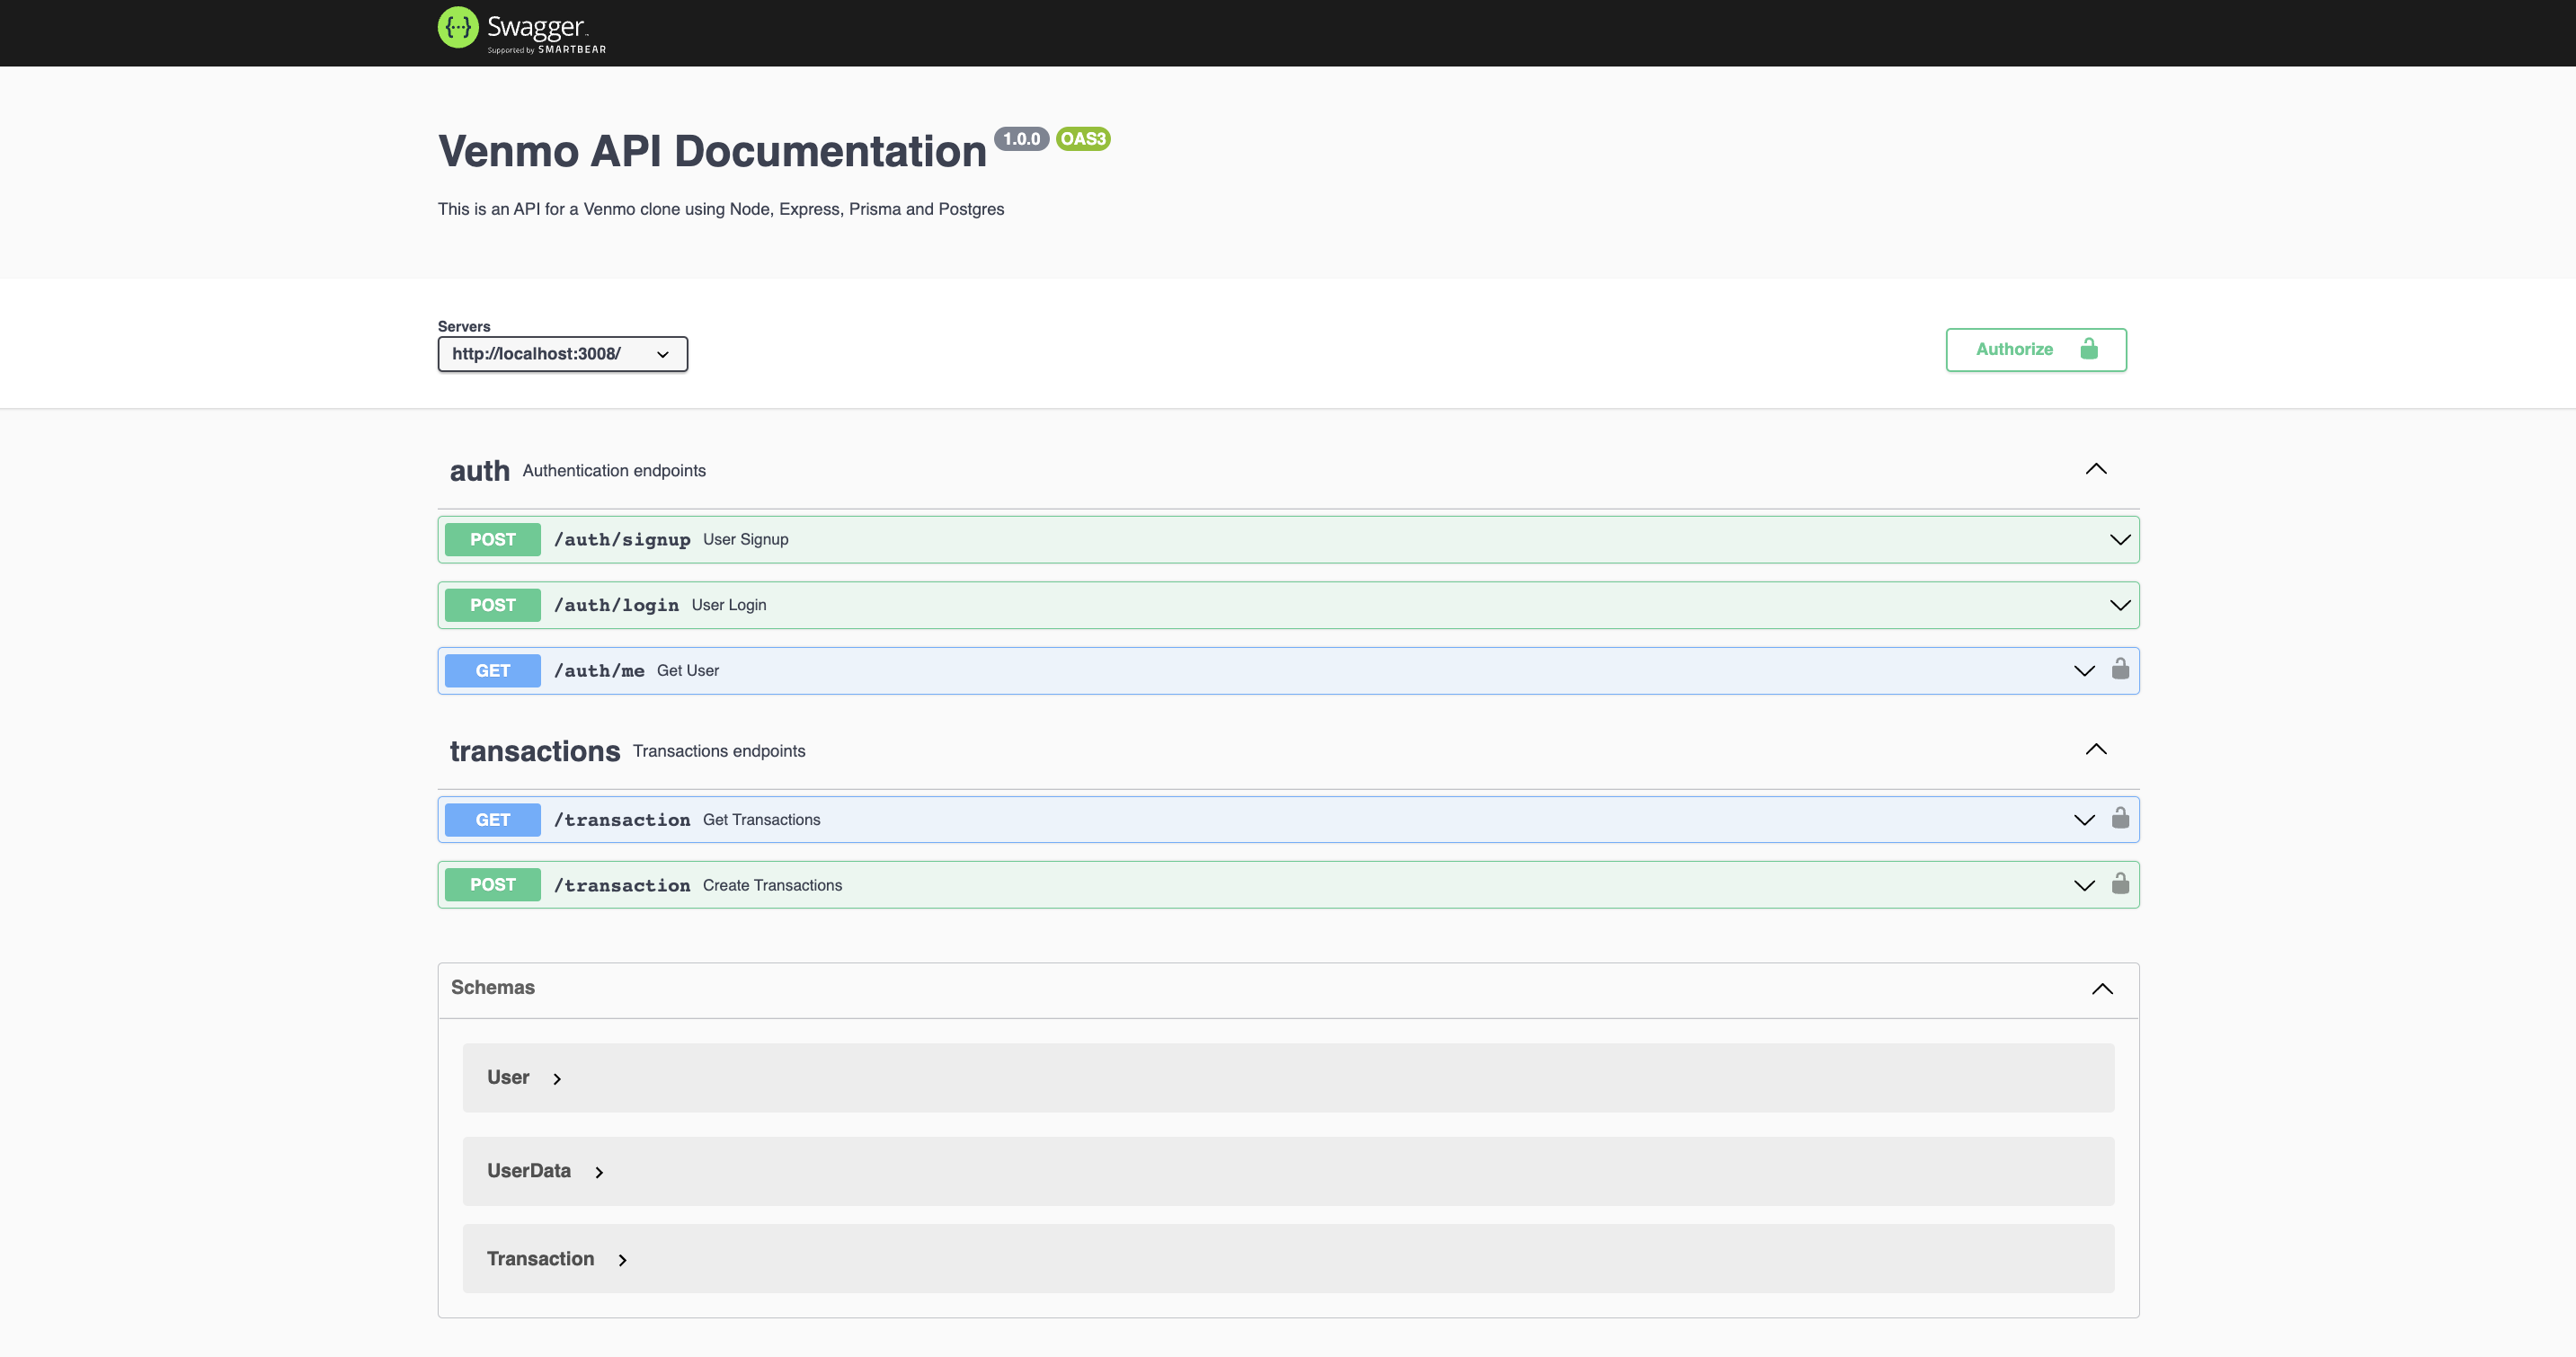 Swagger
Supported by SMARTBEAR
Venmo API Documentation 1.0.0 OAS3
This is an API for a Venmo clone using Node, Express, Prisma and Postgres
Servers
http://localhost:3008/
Authorize
auth Authentication endpoints
POST /auth/signup User Signup
POST /auth/login User Login
GET /auth/me Get User
transactions Transactions endpoints
GET /transaction Get Transactions
POST /transaction Create Transactions
Schemas
User
UserData
Transaction